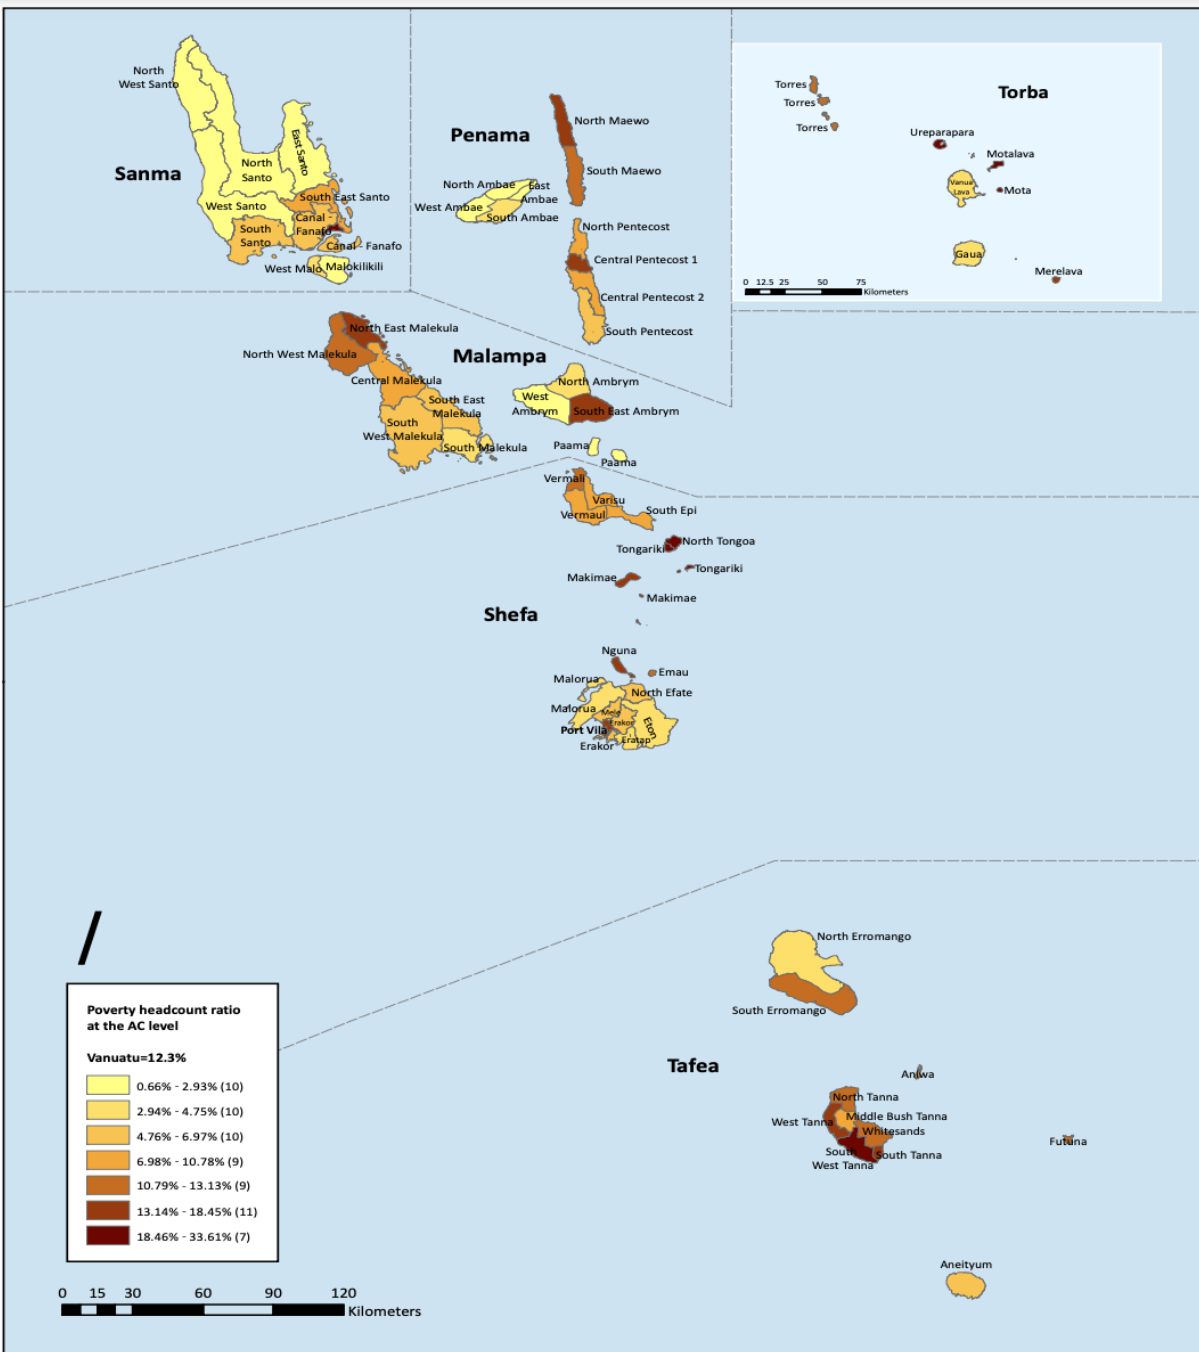 North
West Santo
East Santo
Sanma
North
Santo
South East Santo
West Santo
Canal -
Fanafo
South
Santo
Canal - Fanafo
West Malo
Malokilikili
Penama
North Maewo
South Maewo
North Ambae
East
Ambae
West Ambae
South Ambae
North Pentecost
Central Pentecost 1
Central Pentecost 2
South Pentecost
Torba
Torres
Torres
Torres
Ureparapara
Motalava
Vanua
Lava
Mota
Gaua
Merelava
0 12.5 25 50 75
Kilometers
North East Malekula
North West Malekula
Malampa
Central Malekula
South East
Malekula
South
West Malekula
South Malekula
North Ambrym
West
Ambrym
South East Ambrym
Paama
Paama
Vermali
Varisu
Vermaul
South Epi
North Tongoa
Tongariki
Tongariki
Makimae
Makimae
Shefa
Nguna
Emau
Malorua
North Efate
Malorua
Mele
Erakor
Eton
Port Vila
Eratap
Erakor
North Erromango
South Erromango
Tafea
Aniwa
North Tanna
Middle Bush Tanna
West Tanna
Whitesands
South
West Tanna
South Tanna
Futuna
Aneityum
Poverty headcount ratio
at the AC level
Vanuatu=12.3%
0.66% - 2.93% (10)
2.94% - 4.75% (10)
4.76% - 6.97% (10)
6.98% - 10.78% (9)
10.79% - 13.13% (9)
13.14% - 18.45% (11)
18.46% - 33.61% (7)
0 15 30 60 90 120
Kilometers